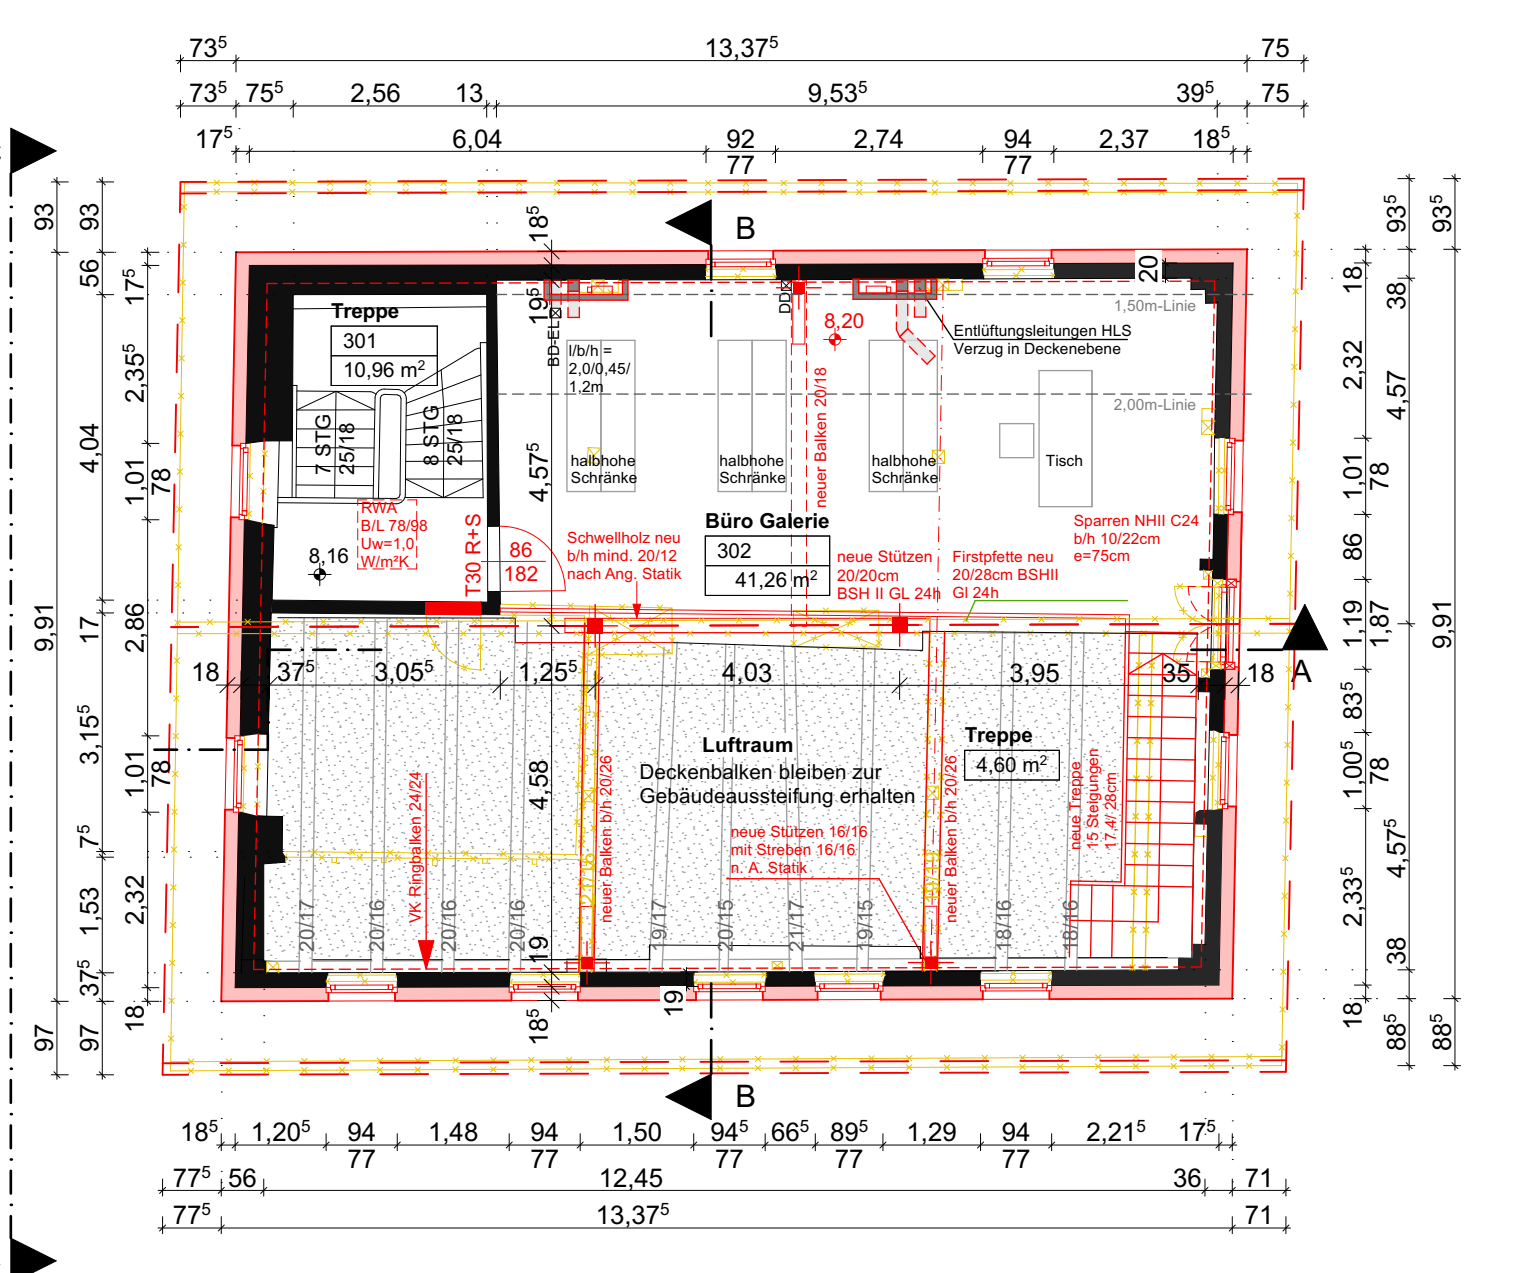 73⁵ 13,37⁵ 75
73⁵ 75⁵ 2,56 13 9,53⁵ 39⁵ 75
17⁵ 6,04 92 2,74 94 2,37 18⁵
77 77
93 93 56 17⁵
2,35⁵
4,04
1,01
78
9,91
17
2,86
3,15⁵
1,01
78
75
1,53
2,32
37⁵
18
97 97
93⁵ 93⁵
18
38
2,32
4,57
1,01
78
86
1,19
1,87
9,91
83⁵
1,00⁵
78
4,57⁵
2,33⁵
38
18
88⁵ 88⁵
B
18⁵
19⁵
20
1,50m-Linie
2,00m-Linie
Treppe
301
10,96 m²
7 STG
25/18
8 STG
25/18
BD-EL
DD
l/b/h =
2,0/0,45/
1,2m
8,20
Entlüftungsleitungen HLS
Verzug in Deckenebene
neuer Balken 20/18
4,57⁵
halbhohe
Schränke
halbhohe
Schränke
halbhohe
Schränke
Tisch
RWA
B/L 78/98
Uw=1,0
W/m²K
8,16
T30 R+S
86
182
Schwellholz neu
b/h mind. 20/12
nach Ang. Statik
Büro Galerie
302
41,26 m²
neue Stützen
20/20cm
BSH II GL 24h
Firstpfette neu
20/28cm BSHII
Gl 24h
Sparren NHII C24
b/h 10/22cm
e=75cm
18 37⁵ 3,05⁵ 1,25⁵ 4,03 3,95 35 18
A
Luftraum
Deckenbalken bleiben zur
Gebäudeaussteifung erhalten
Treppe
4,60 m²
4,58
VK Ringbalken 24/24
neuer Balken b/h 20/26
neuer Balken b/h 20/26
neue Stützen 16/16
mit Streben 16/16
n. A. Statik
neue Treppe
15 Steigungen
17,4/ 28cm
20/17 20/16 20/16 20/16 19 19/17 20/15 21/17 19/15 18/16 18/16
19
18⁵
B
18⁵ 1,20⁵ 94 1,48 94 1,50 94⁵ 66⁵ 89⁵ 1,29 94 2,21⁵ 17⁵
77 77 77 77 77
77⁵ 56 12,45 36 71
77⁵ 13,37⁵ 71